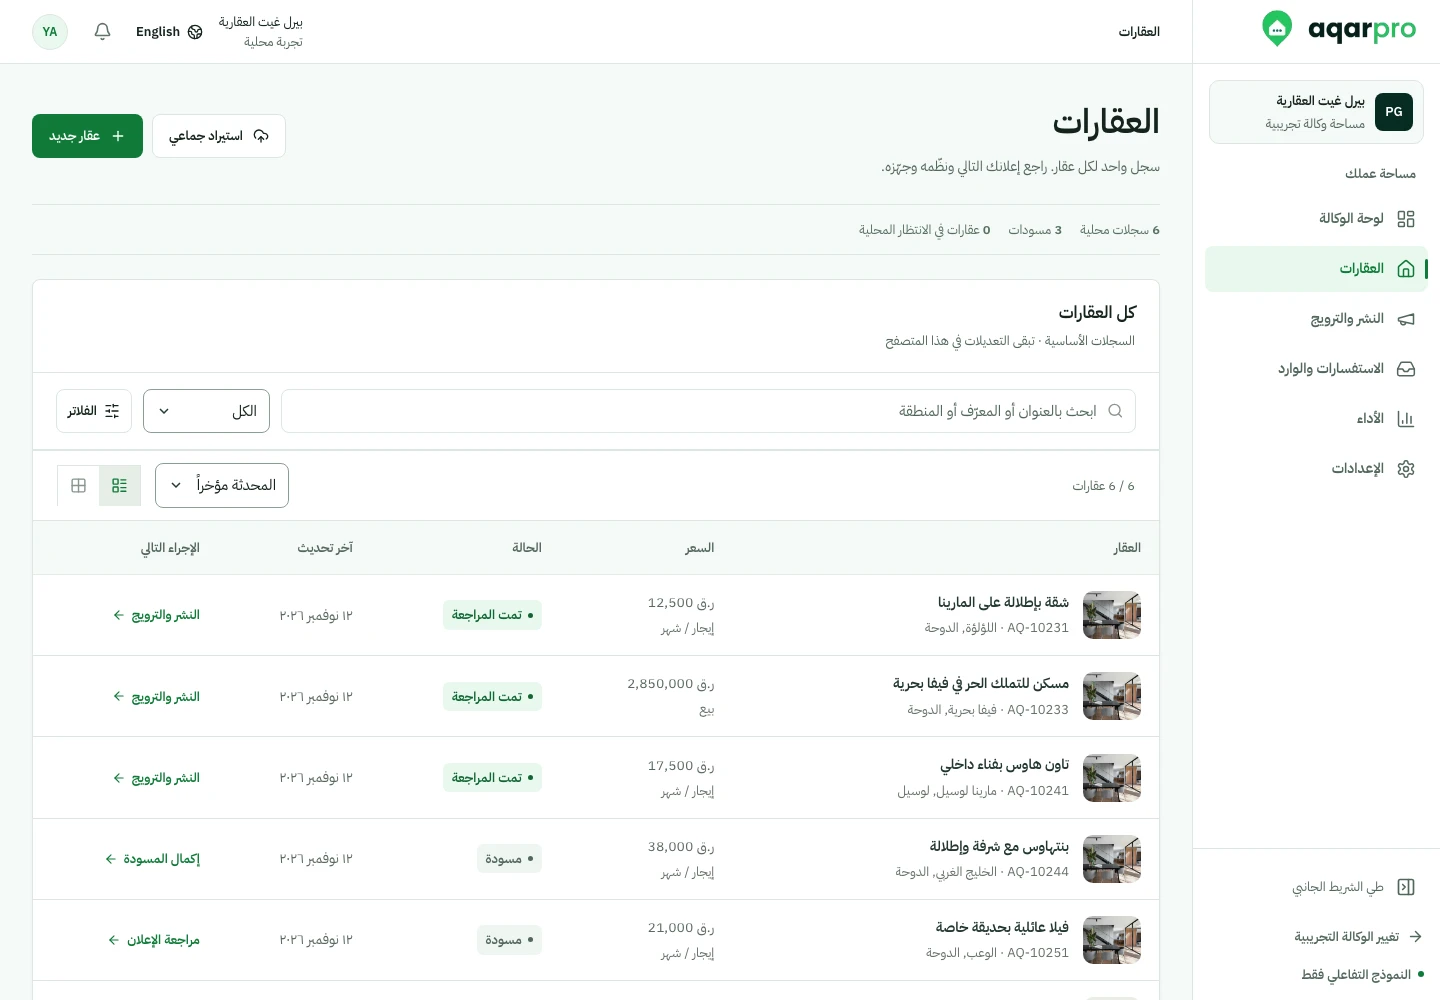 aqarpro
العقارات
بيرل غيت العقارية
تجربة محلية
English
YA
PG
بيرل غيت العقارية
مساحة وكالة تجريبية
مساحة عملك
لوحة الوكالة
العقارات
النشر والترويج
الاستفسارات والوارد
الأداء
الإعدادات
طي الشريط الجانبي
تغيير الوكالة التجريبية
النموذج التفاعلي فقط
العقارات
سجل واحد لكل عقار. راجع إعلانك التالي ونظّمه وجهّزه.
استيراد جماعي
عقار جديد
6 سجلات محلية 3 مسودات 0 عقارات في الانتظار المحلية
كل العقارات
السجلات الأساسية · تبقى التعديلات في هذا المتصفح
ابحث بالعنوان أو المعرّف أو المنطقة
الكل
الفلاتر
6 / 6 عقارات
المحدثة مؤخراً
العقار السعر الحالة آخر تحديث الإجراء التالي
شقة بإطلالة على المارينا
AQ-10231 · اللؤلؤة, الدوحة
ر.ق 12,500
إيجار / شهر
تمت المراجعة
١٢ نوفمبر ٢٠٢٦
النشر والترويج
مسكن للتملك الحر في فيفا بحرية
AQ-10233 · فيفا بحرية, الدوحة
ر.ق 2,850,000
بيع
تمت المراجعة
١٢ نوفمبر ٢٠٢٦
النشر والترويج
تاون هاوس بفناء داخلي
AQ-10241 · مارينا لوسيل, لوسيل
ر.ق 17,500
إيجار / شهر
تمت المراجعة
١٢ نوفمبر ٢٠٢٦
النشر والترويج
بنتهاوس مع شرفة وإطلالة
AQ-10244 · الخليج الغربي, الدوحة
ر.ق 38,000
إيجار / شهر
مسودة
١٢ نوفمبر ٢٠٢٦
إكمال المسودة
فيلا عائلية بحديقة خاصة
AQ-10251 · الوعب, الدوحة
ر.ق 21,000
إيجار / شهر
مسودة
١٢ نوفمبر ٢٠٢٦
مراجعة الإعلان